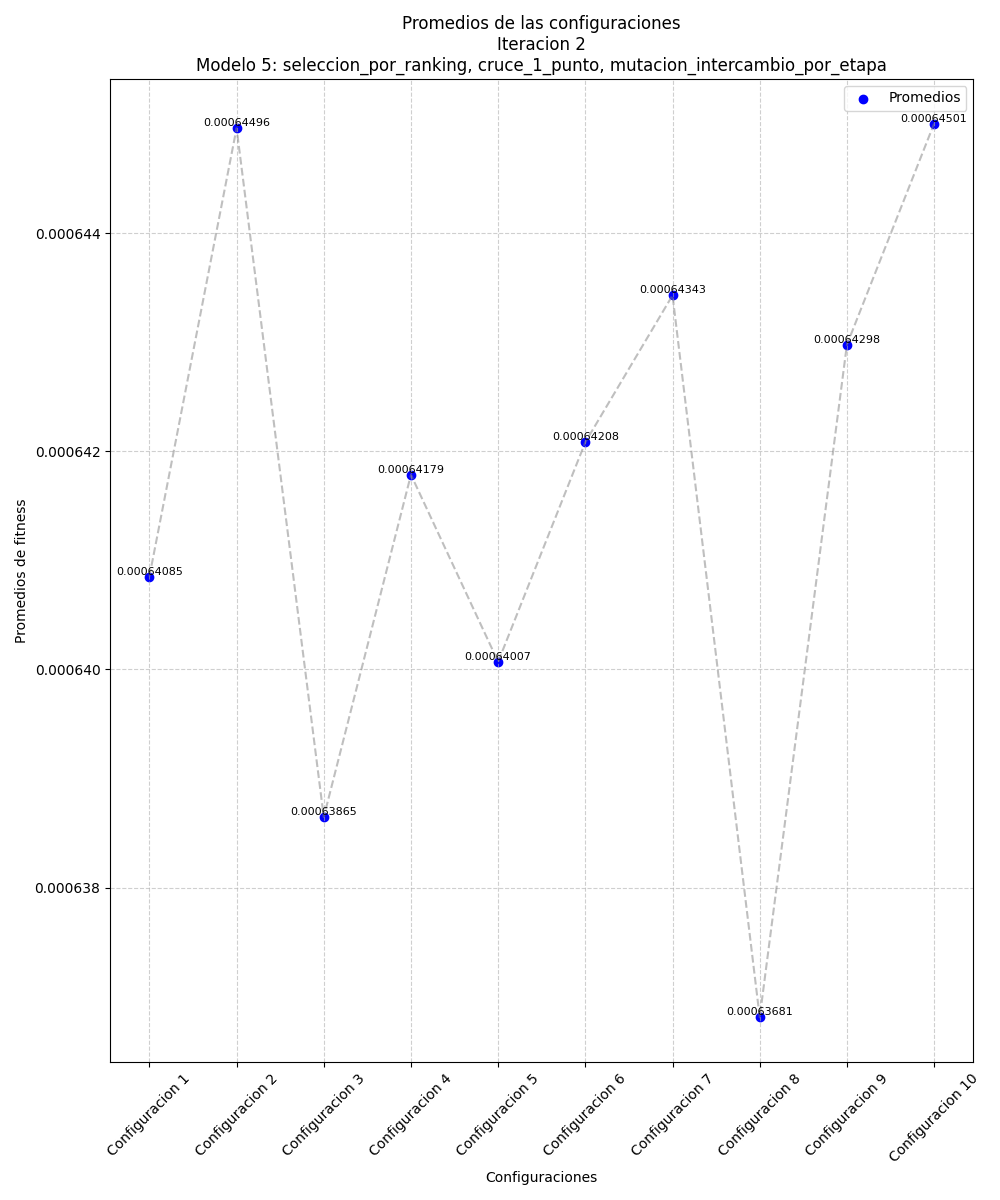 Promedios de las configuraciones
Iteracion 2
Modelo 5: seleccion_por_ranking, cruce_1_punto, mutacion_intercambio_por_etapa
Promedios
0.00064496
0.00064501
0.000644
0.00064343
0.00064298
0.00064208
0.000642
0.00064179
0.00064085
0.00064007
0.000640
0.00063865
0.000638
0.00063681
Promedios de fitness
Configuracion 1
Configuracion 2
Configuracion 3
Configuracion 4
Configuracion 5
Configuracion 6
Configuracion 7
Configuracion 8
Configuracion 9
Configuracion 10
Configuraciones